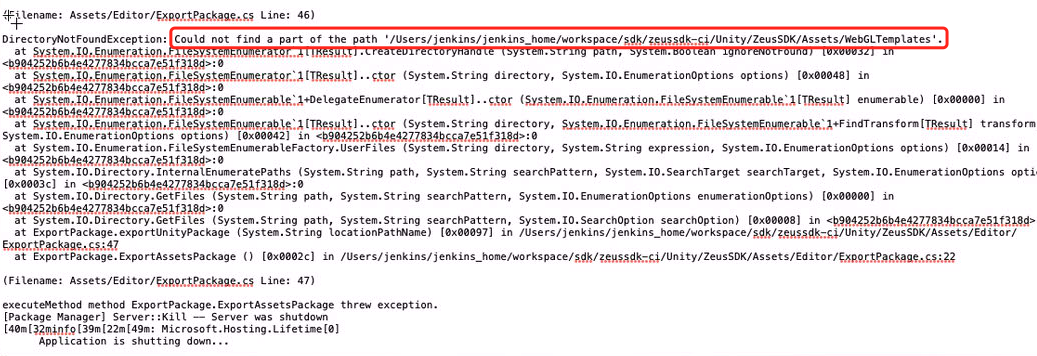 (Filename: Assets/Editor/ExportPackage.cs Line: 46)
DirectoryNotFoundException: Could not find a part of the path '/Users/jenkins/jenkins_home/workspace/sdk/zeussdk-ci/Unity/ZeusSDK/Assets/WebGLTemplates'.
at System.IO.Enumeration.FileSystemEnumerator`1[TResult].CreateDirectoryHandle (System.String path, System.Boolean ignoreNotFound) [0x00032] in
<b904252b6b4e4277834bcca7e51f318d>:0
at System.IO.Enumeration.FileSystemEnumerator`1[TResult]..ctor (System.String directory, System.IO.EnumerationOptions options) [0x00048] in
<b904252b6b4e4277834bcca7e51f318d>:0
at System.IO.Enumeration.FileSystemEnumerable`1+DelegateEnumerator[TResult]..ctor (System.IO.Enumeration.FileSystemEnumerable`1[TResult] enumerable) [0x00000] in
<b904252b6b4e4277834bcca7e51f318d>:0
at System.IO.Enumeration.FileSystemEnumerable`1[TResult]..ctor (System.String directory, System.IO.Enumeration.FileSystemEnumerable`1+FindTransform[TResult] transform
System.IO.EnumerationOptions options) [0x00042] in <b904252b6b4e4277834bcca7e51f318d>:0
at System.IO.Enumeration.FileSystemEnumerableFactory.UserFiles (System.String directory, System.String expression, System.IO.EnumerationOptions options) [0x00014] in
<b904252b6b4e4277834bcca7e51f318d>:0
at System.IO.Directory.InternalEnumeratePaths (System.String path, System.String searchPattern, System.IO.SearchTarget searchTarget, System.IO.EnumerationOptions opti
[0x0003c] in <b904252b6b4e4277834bcca7e51f318d>:0
at System.IO.Directory.GetFiles (System.String path, System.String searchPattern, System.IO.EnumerationOptions enumerationOptions) [0x00000] in
<b904252b6b4e4277834bcca7e51f318d>:0
at System.IO.Directory.GetFiles (System.String path, System.String searchPattern, System.IO.SearchOption searchOption) [0x00008] in <b904252b6b4e4277834bcca7e51f318d>
at ExportPackage.exportUnityPackage (System.String locationPathName) [0x00097] in /Users/jenkins/jenkins_home/workspace/sdk/zeussdk-ci/Unity/ZeusSDK/Assets/Editor/
ExportPackage.cs:47
at ExportPackage.ExportAssetsPackage () [0x0002c] in /Users/jenkins/jenkins_home/workspace/sdk/zeussdk-ci/Unity/ZeusSDK/Assets/Editor/ExportPackage.cs:22
(Filename: Assets/Editor/ExportPackage.cs Line: 47)
executeMethod method ExportPackage.ExportAssetsPackage threw exception.
[Package Manager] Server::Kill -- Server was shutdown
[40m[32minfo[39m[22m[49m: Microsoft.Hosting.Lifetime[0]
Application is shutting down...